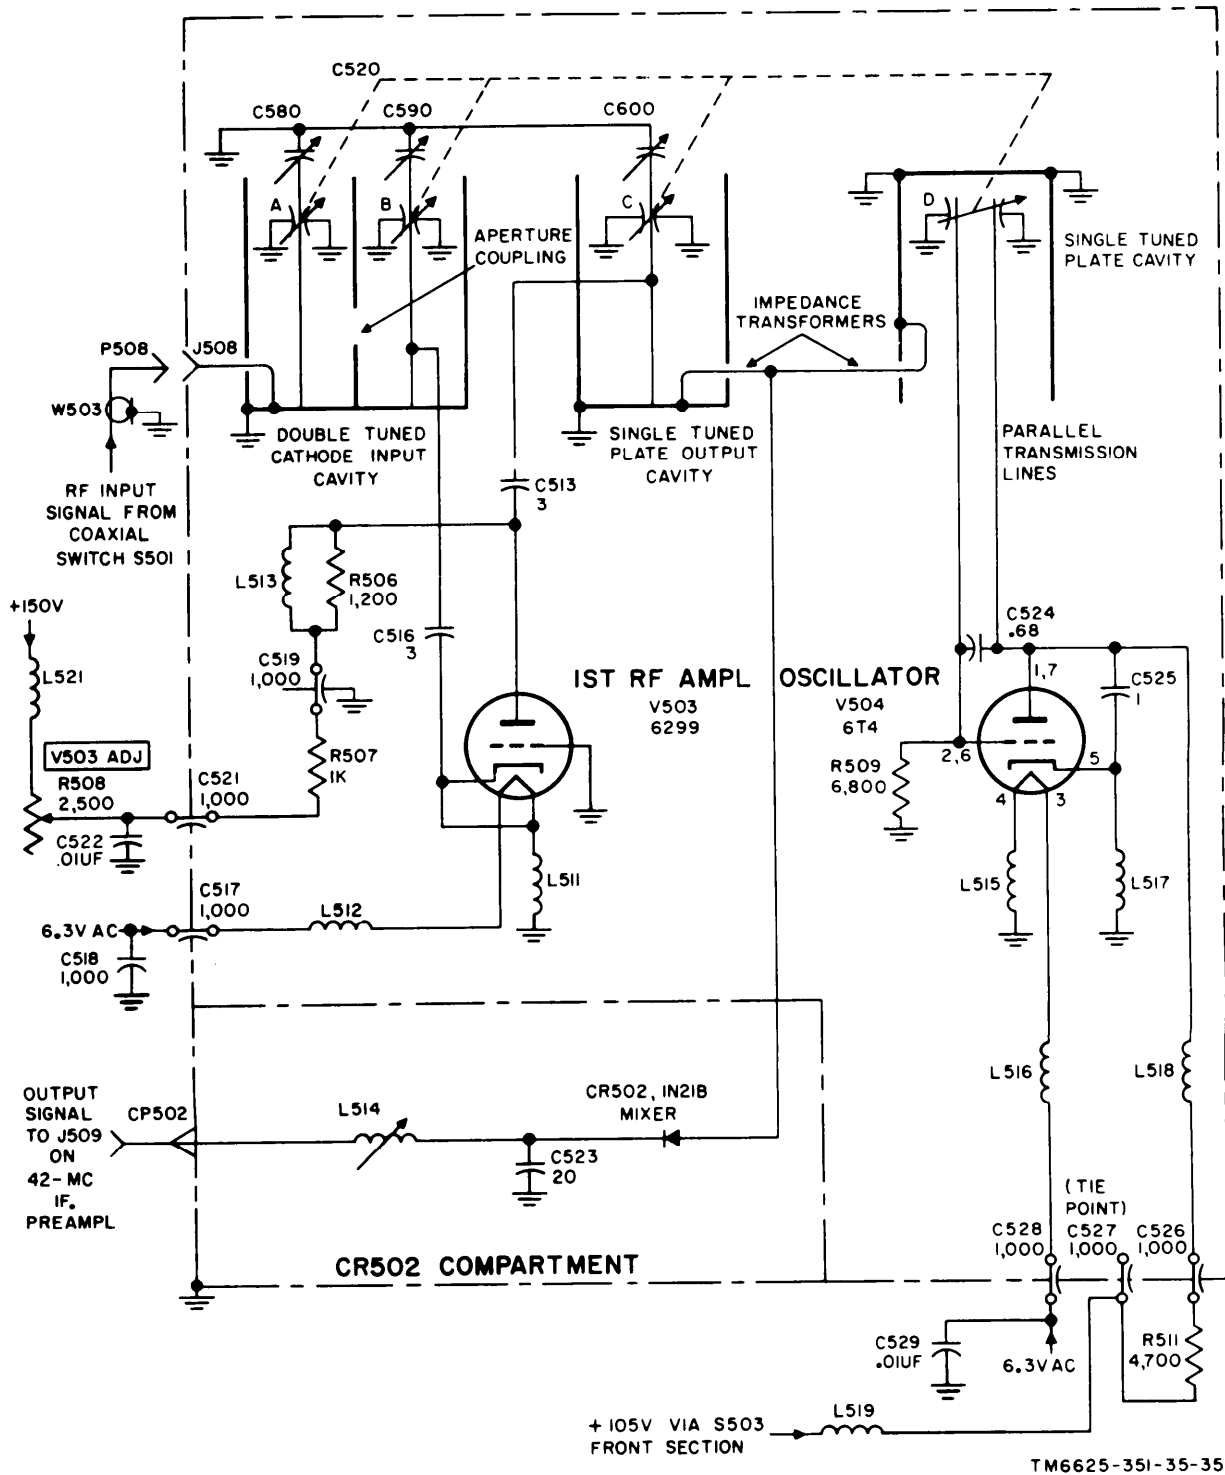 C520
C580
C590
C600
A
B
C
D
APERTURE
COUPLING
SINGLE TUNED
PLATE CAVITY
IMPEDANCE
TRANSFORMERS
P508
J508
W503
DOUBLE TUNED
CATHODE INPUT
CAVITY
SINGLE TUNED
PLATE OUTPUT
CAVITY
PARALLEL
TRANSMISSION
LINES
RF INPUT
SIGNAL FROM
COAXIAL
SWITCH S501
C513
3
L513
R506
1,200
+150V
L521
C516
3
C519
1,000
C524
.68
1,7
C525
1
1ST RF AMPL
V503
6299
OSCILLATOR
V504
6T4
V503 ADJ
R508
2,500
C521
1,000
R507
1K
R509
6,800
2,6
5
4
3
C522
.01UF
L511
L515
L517
C517
1,000
L512
6.3V AC
C518
1,000
L516
L518
OUTPUT
SIGNAL
TO J509
ON
42-MC
IF.
PREAMPL
CP502
L514
CR502, IN21B
MIXER
C523
20
(TIE
POINT)
C528
1,000
C527
1,000
C526
1,000
CR502 COMPARTMENT
C529
.01UF
6.3V AC
R511
4,700
+105V VIA S503
FRONT SECTION
L519
TM6625-351-35-35